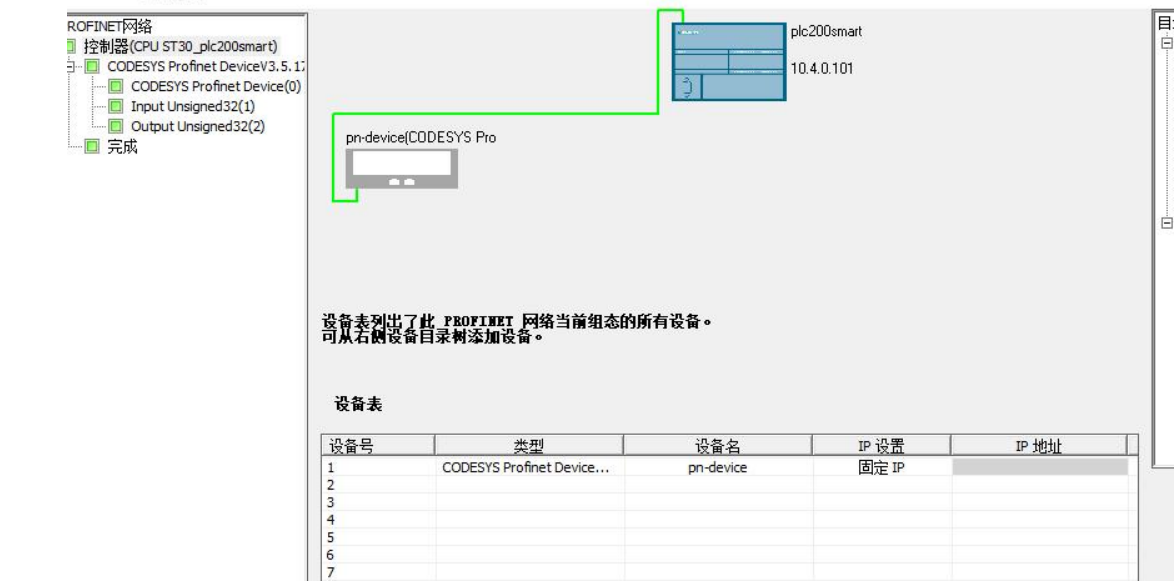 ROFINET网络
控制器(CPU ST30_plc200smart)
CODESYS Profinet DeviceV3.5.17
CODESYS Profinet Device(0)
Input Unsigned32(1)
Output Unsigned32(2)
完成
plc200smart
10.4.0.101
pn-device(CODESYS Pro
设备表列出了此 PROFINET 网络当前组态的所有设备。
可从右侧设备目录树添加设备。
设备表
设备号 类型 设备名 IP 设置 IP 地址
1 CODESYS Profinet Device... pn-device 固定 IP
2
3
4
5
6
7